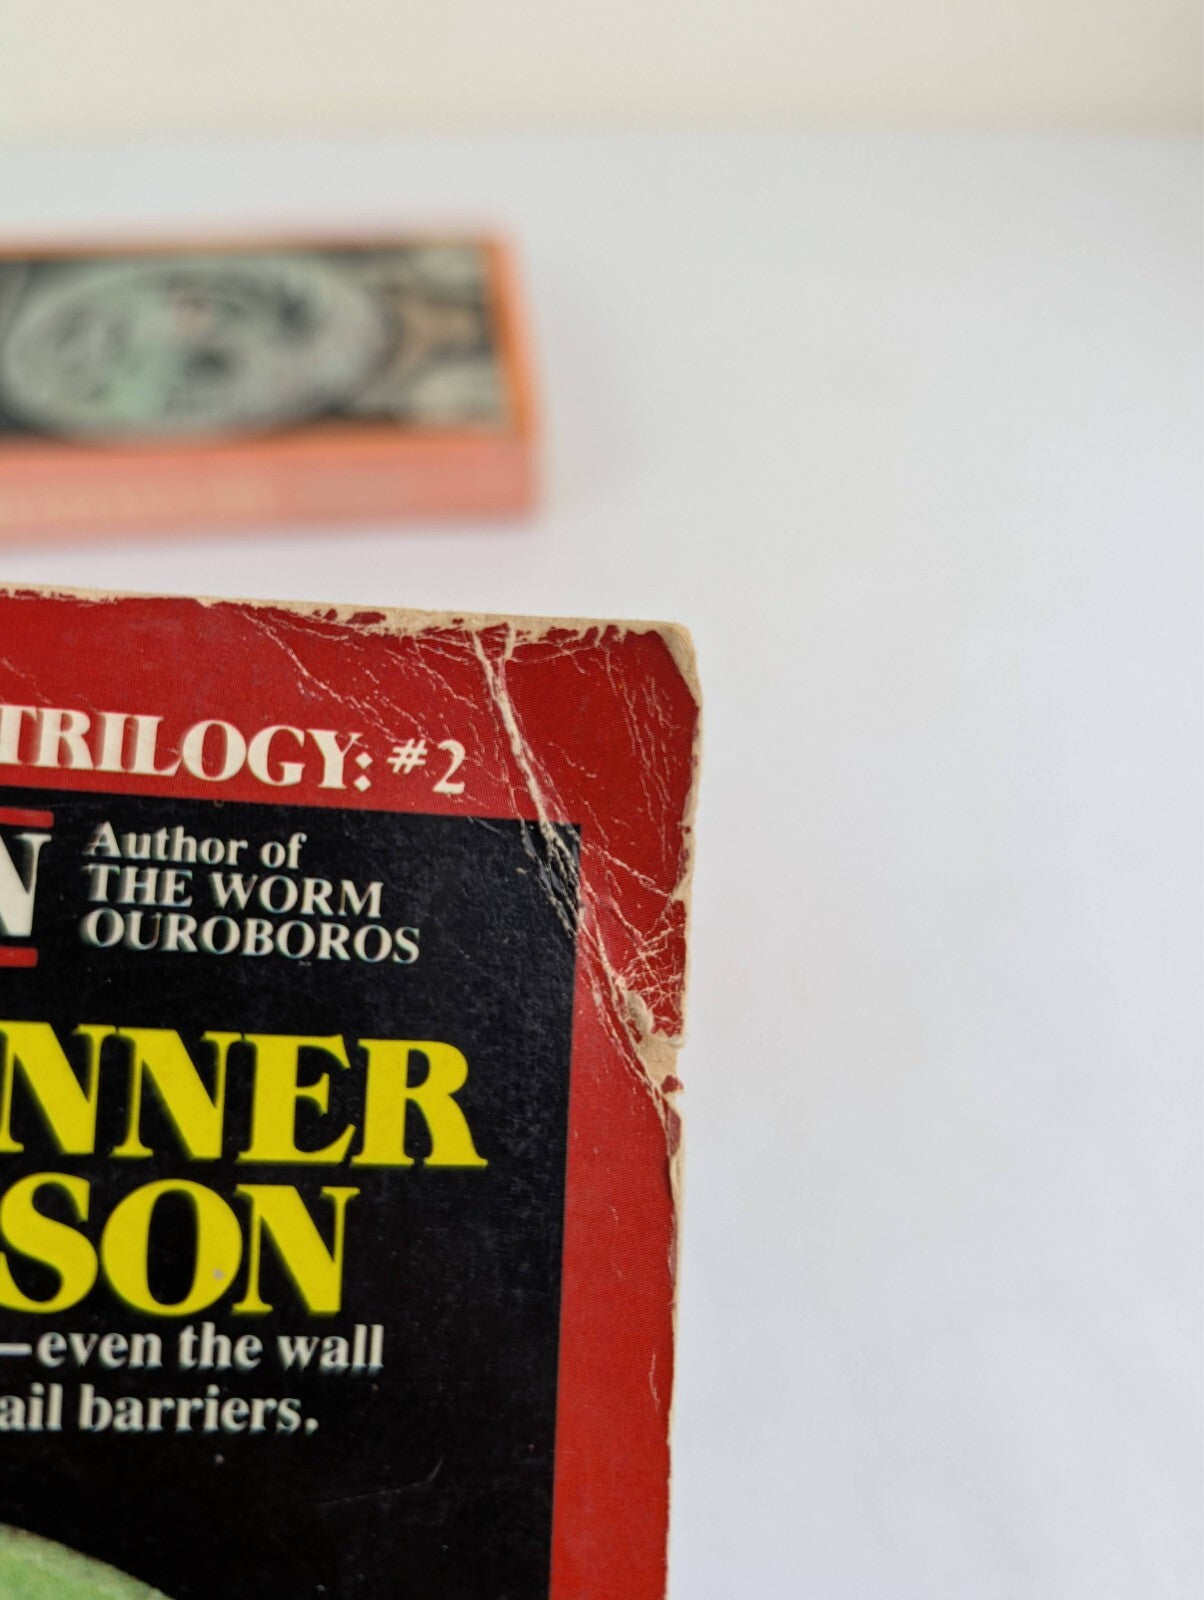 TRILOGY: #2
N
Author of
THE WORM
OUROBOROS
NNER
SON
—even the wall
ail barriers.